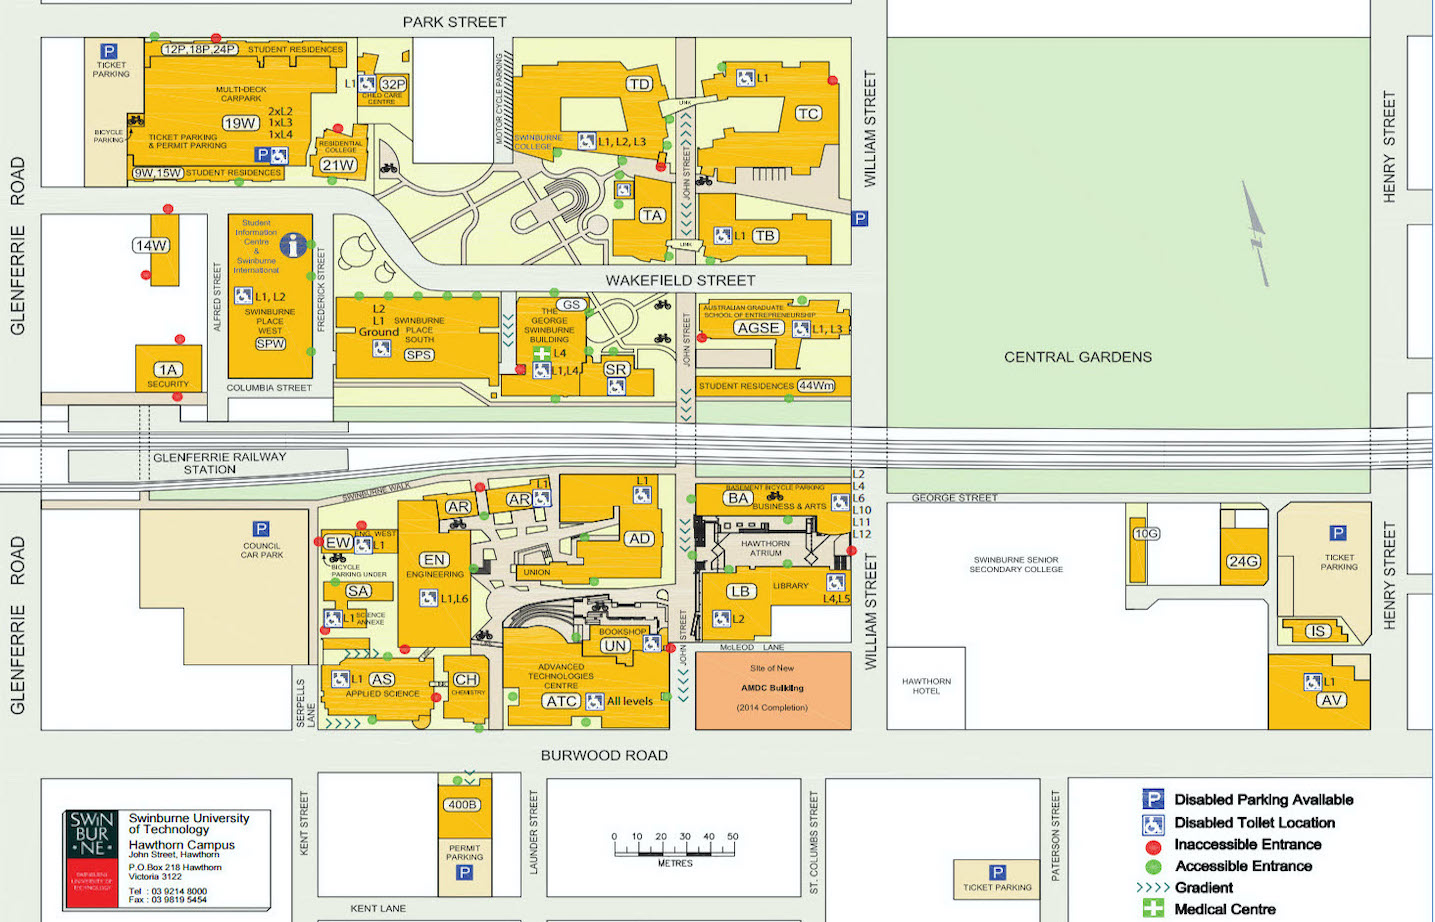 PARK STREET
P
TICKET
PARKING
12P,18P,24P STUDENT RESIDENCES
MULTI-DECK
CARPARK
19W
2xL2
1xL3
1xL4
TICKET PARKING
& PERMIT PARKING
P
BICYCLE
PARKING
9W,15W STUDENT RESIDENCES
L1
32P
CHILD CARE
CENTRE
RESIDENTIAL
COLLEGE
21W
MOTOR CYCLE PARKING
TD
SWINBURNE
COLLEGE
L1, L2, L3
LINK
JOHN STREET
L1
TC
TA
L1 TB
LINK
WILLIAM STREET
P
HENRY STREET
GLENFERRIE ROAD
14W
ALFRED STREET
Student
Information
Centre
&
Swinburne
International
i
L1, L2
SWINBURNE
PLACE
WEST
SPW
FREDERICK STREET
WAKEFIELD STREET
1A
SECURITY
COLUMBIA STREET
L2
L1
Ground
SWINBURNE
PLACE
SOUTH
SPS
GS
THE
GEORGE
SWINBURNE
BUILDING
L4
L1,L4
SR
JOHN STREET
AUSTRALIAN GRADUATE
SCHOOL OF ENTREPRENEURSHIP
AGSE
L1, L3
STUDENT RESIDENCES 44Wm
CENTRAL GARDENS
GLENFERRIE RAILWAY
STATION
SWINBURNE WALK
P
COUNCIL
CAR PARK
AR
AR
L1
L1
AD
EW
ENG. WEST
L1
BICYCLE
PARKING UNDER
EN
ENGINEERING
L1,L6
UNION
SA
L1
SCIENCE
ANNEXE
BASEMENT BICYCLE PARKING
BA
BUSINESS & ARTS
L2
L4
L6
L10
L11
L12
HAWTHORN
ATRIUM
LB
LIBRARY
L4,L5
L2
McLEOD LANE
JOHN STREET
BOOKSHOP
UN
ADVANCED
TECHNOLOGIES
CENTRE
ATC
All levels
L1
AS
APPLIED SCIENCE
CH
CHEMISTRY
SERPELLS
LANE
Site of New
AMDC Building
(2014 Completion)
WILLIAM STREET
GEORGE STREET
SWINBURNE SENIOR
SECONDARY COLLEGE
HAWTHORN
HOTEL
10G
24G
P
TICKET
PARKING
IS
L1
AV
HENRY STREET
GLENFERRIE ROAD
BURWOOD ROAD
400B
PERMIT
PARKING
P
KENT STREET
KENT LANE
LAUNDER STREET
0 10 20 30 40 50
METRES
ST. COLUMBS STREET
P
TICKET PARKING
PATERSON STREET
SWIN
BUR
•NE•
SWINBURNE
UNIVERSITY OF
TECHNOLOGY
Swinburne University
of Technology
Hawthorn Campus
John Street, Hawthorn
P.O.Box 218 Hawthorn
Victoria 3122
Tel : 03 9214 8000
Fax : 03 9819 5454
P Disabled Parking Available
Disabled Toilet Location
Inaccessible Entrance
Accessible Entrance
Gradient
Medical Centre